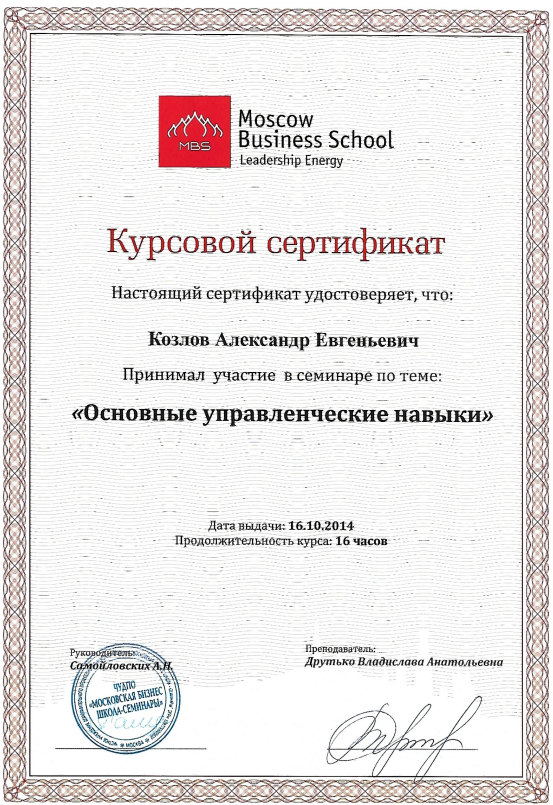 MBS
Moscow
Business School
Leadership Energy
Курсовой сертификат
Настоящий сертификат удостоверяет, что:
Козлов Александр Евгеньевич
Принимал участие в семинаре по теме:
«Основные управленческие навыки»
Дата выдачи: 16.10.2014
Продолжительность курса: 16 часов
Руководитель:
Самойловских А.Н.
Преподаватель:
Друтько Владислава Анатольевна
ЧУДПО
«МОСКОВСКАЯ БИЗНЕС
ШКОЛА-СЕМИНАРЫ»
МОСКВА